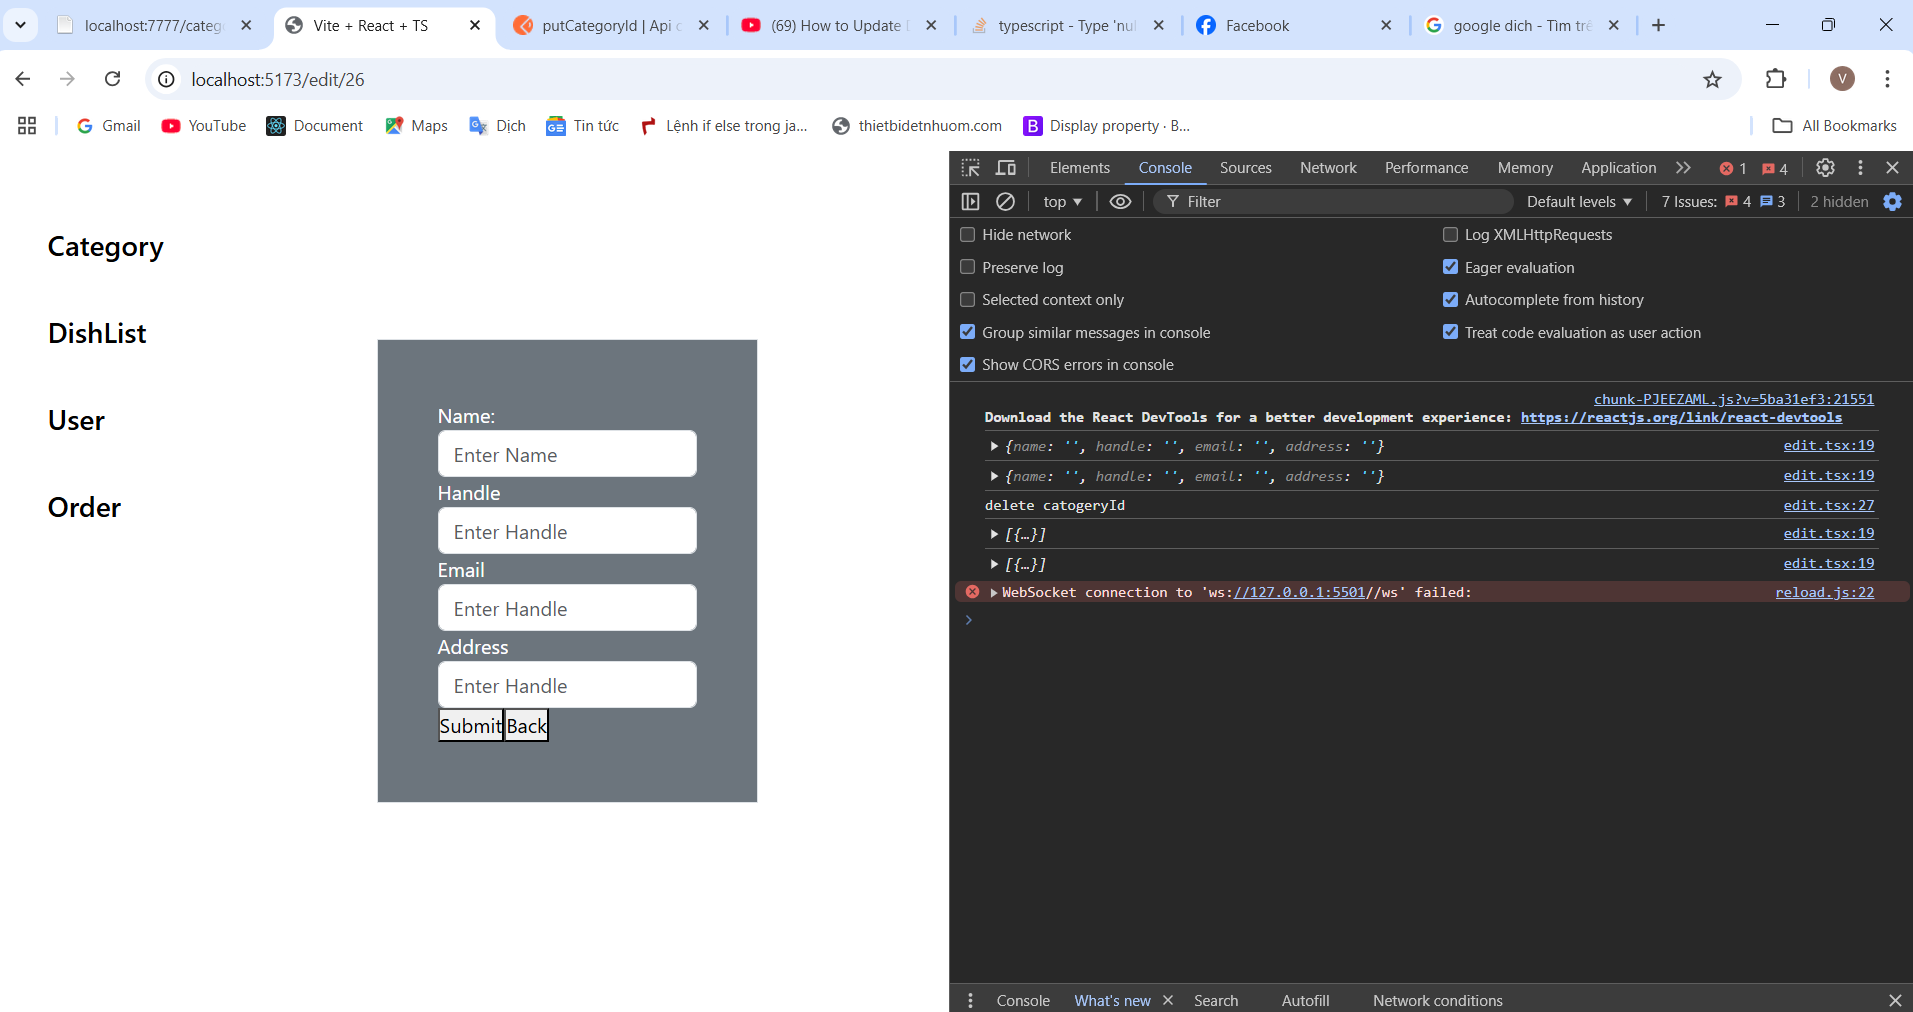 localhost:7777/categ
Vite + React + TS
putCategoryId | Api c
(69) How to Update D
typescript - Type 'nul
Facebook
google dich - Tìm trê
localhost:5173/edit/26
V
Gmail
YouTube
Document
Maps
Dịch
Tin tức
Lệnh if else trong ja...
thietbidetnhuom.com
Display property · B...
All Bookmarks
Category
DishList
User
Order
Name:
Enter Name
Handle
Enter Handle
Email
Enter Handle
Address
Enter Handle
Submit Back
Elements Console Sources Network Performance Memory Application 1 4
top Filter Default levels 7 Issues: 4 3 2 hidden
Hide network Log XMLHttpRequests
Preserve log Eager evaluation
Selected context only Autocomplete from history
Group similar messages in console Treat code evaluation as user action
Show CORS errors in console
chunk-PJEEZAML.js?v=5ba31ef3:21551
Download the React DevTools for a better development experience: https://reactjs.org/link/react-devtools
{name: '', handle: '', email: '', address: ''} edit.tsx:19
{name: '', handle: '', email: '', address: ''} edit.tsx:19
delete catogeryId edit.tsx:27
[{…}] edit.tsx:19
[{…}] edit.tsx:19
WebSocket connection to 'ws://127.0.0.1:5501//ws' failed: reload.js:22
Console What's new Search Autofill Network conditions